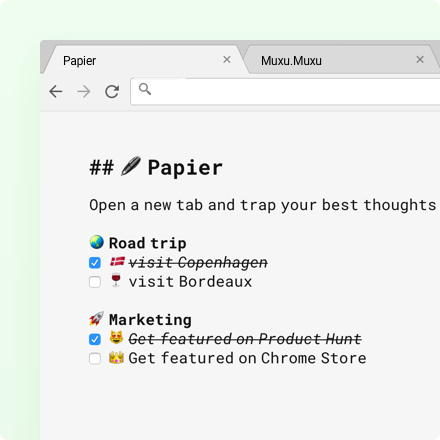 Papier
Muxu.Muxu
## Papier
Open a new tab and trap your best thoughts
Road trip
visit Copenhagen
visit Bordeaux
Marketing
Get featured on Product Hunt
Get featured on Chrome Store